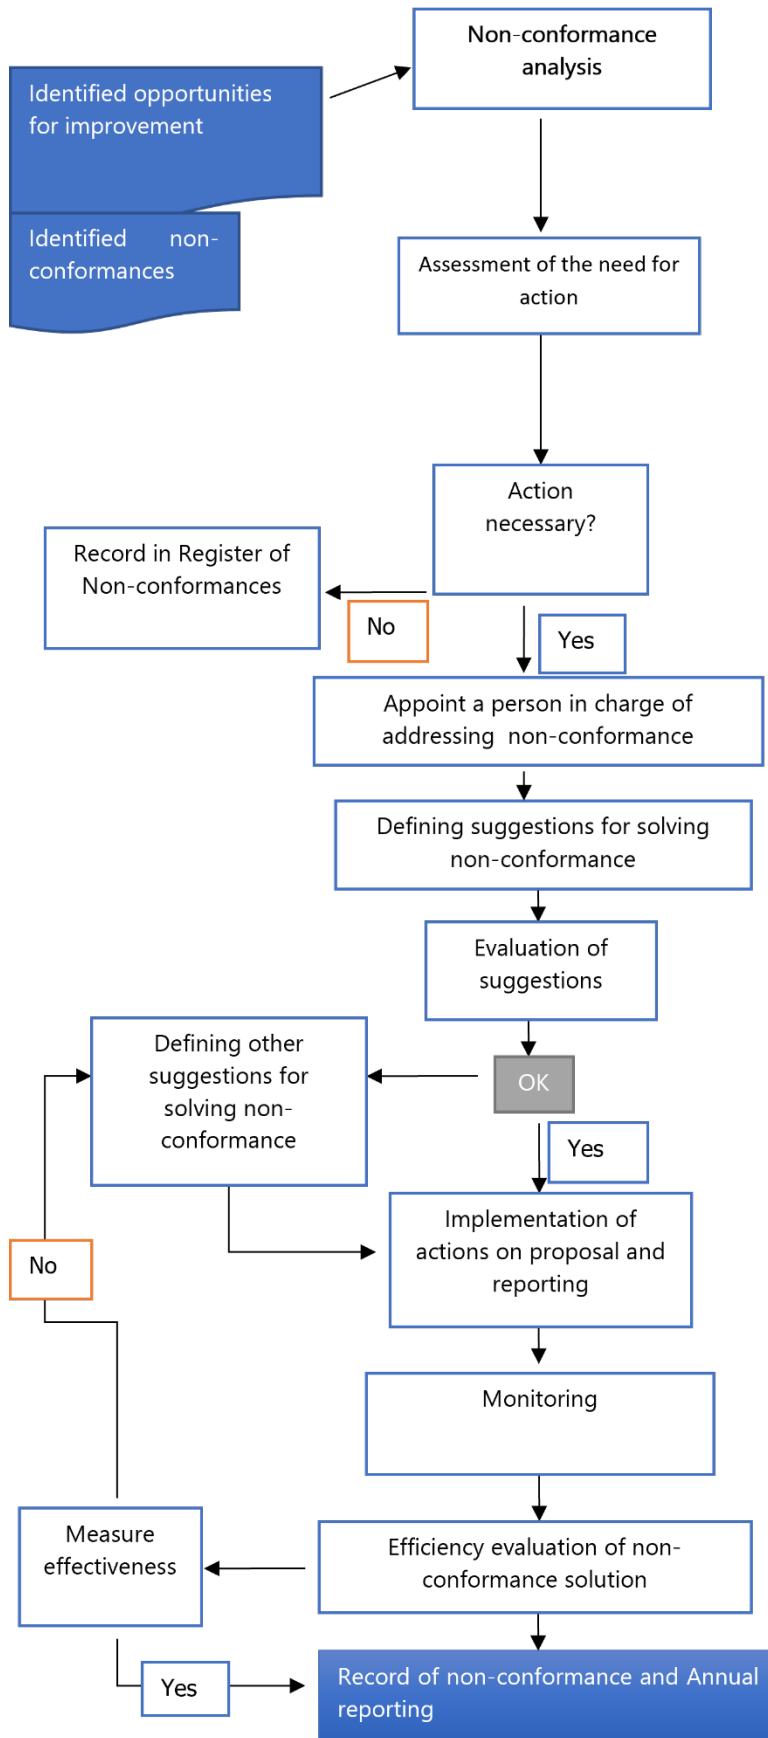 Non-conformance
analysis
Identified opportunities
for improvement
Identified non-
conformances
Assessment of the need for
action
Action
necessary?
Record in Register of
Non-conformances
No
Yes
Appoint a person in charge of
addressing non-conformance
Defining suggestions for solving
non-conformance
Evaluation of
suggestions
Defining other
suggestions for
solving non-
conformance
OK
Yes
Implementation of
actions on proposal and
reporting
No
Monitoring
Measure
effectiveness
Efficiency evaluation of non-
conformance solution
Yes
Record of non-conformance and Annual
reporting